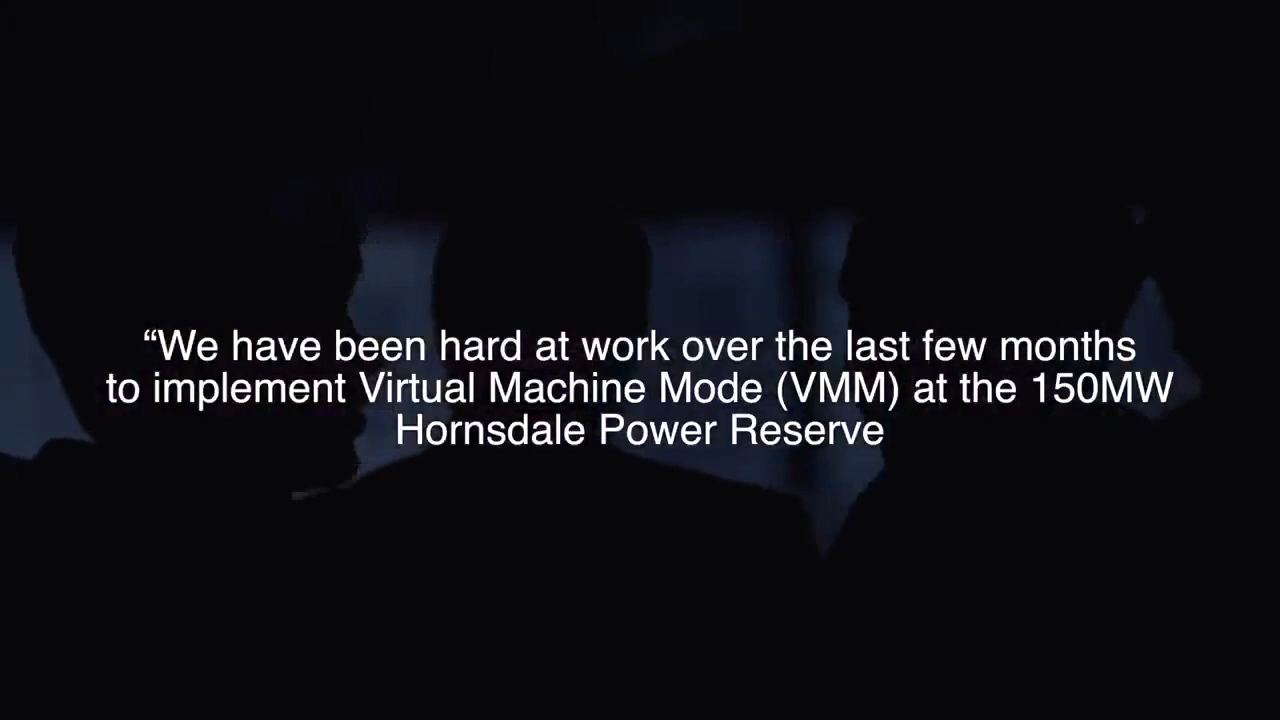 “We have been hard at work over the last few months
to implement Virtual Machine Mode (VMM) at the 150MW
Hornsdale Power Reserve